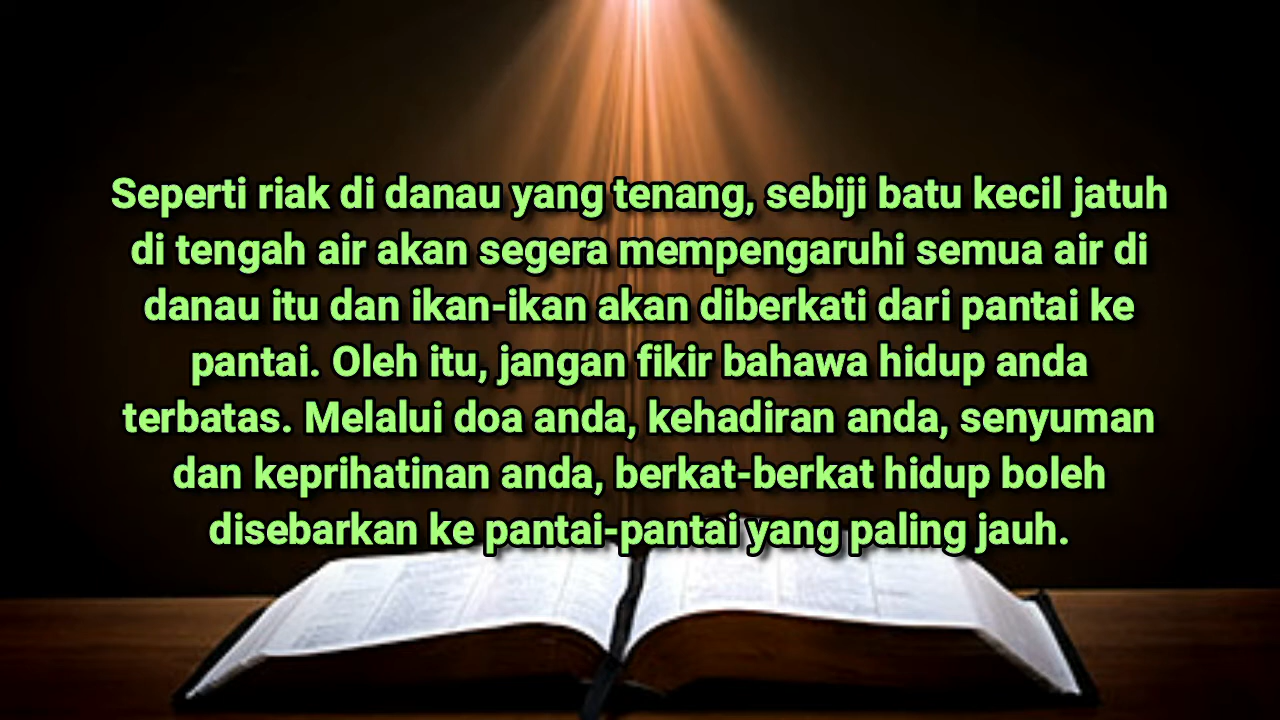 Seperti riak di danau yang tenang, sebiji batu kecil jatuh
di tengah air akan segera mempengaruhi semua air di
danau itu dan ikan-ikan akan diberkati dari pantai ke
pantai. Oleh itu, jangan fikir bahawa hidup anda
terbatas. Melalui doa anda, kehadiran anda, senyuman
dan keprihatinan anda, berkat-berkat hidup boleh
disebarkan ke pantai-pantai yang paling jauh.